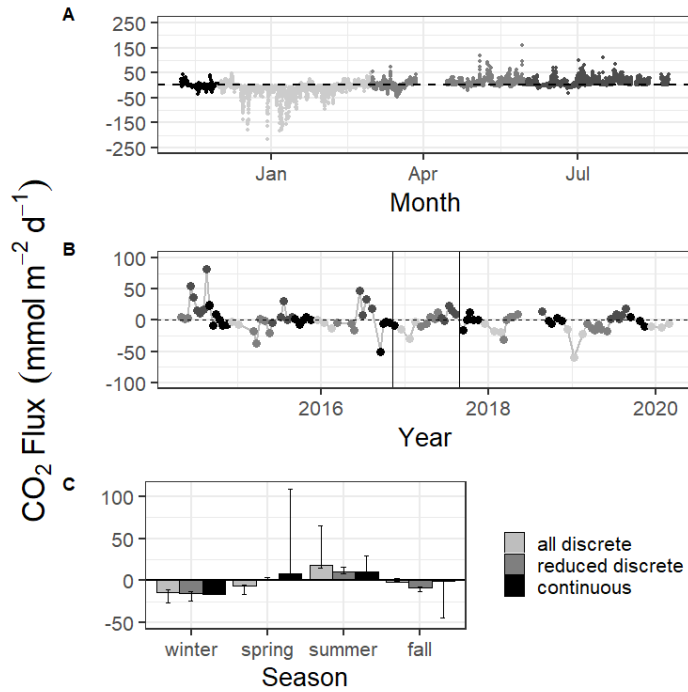 A
250
150
50
-50
-150
-250
Jan
Apr
Jul
Month
CO₂ Flux (mmol m⁻² d⁻¹)
B
100
50
0
-50
-100
2016
2018
2020
Year
C
100
50
0
-50
winter
spring
summer
fall
Season
all discrete
reduced discrete
continuous